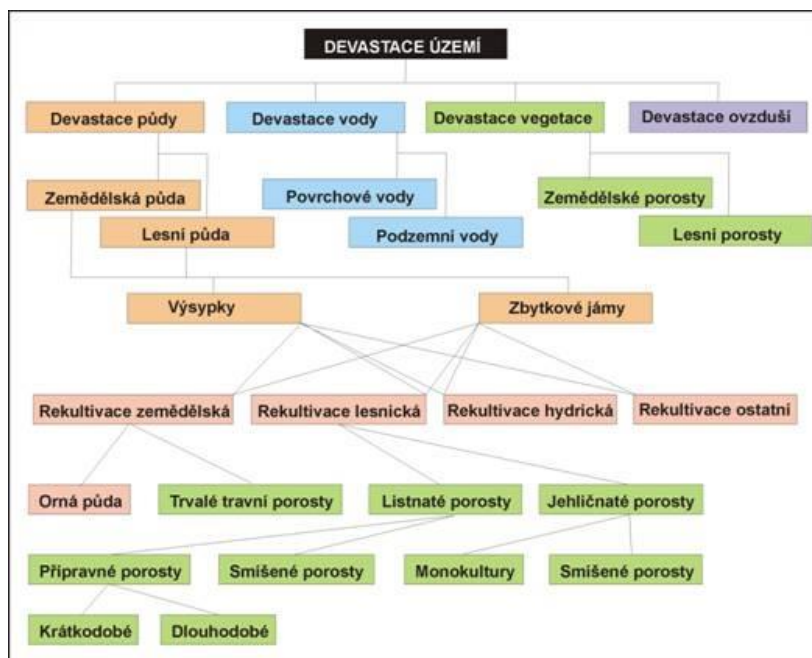 DEVASTACE ÚZEMÍ
Devastace půdy
Devastace vody
Devastace vegetace
Devastace ovzduší
Zemědělská půda
Povrchové vody
Zemědělské porosty
Lesní půda
Podzemní vody
Lesní porosty
Výsypky
Zbytkové jámy
Rekultivace zemědělská
Rekultivace lesnická
Rekultivace hydrická
Rekultivace ostatní
Orná půda
Trvalé travní porosty
Listnaté porosty
Jehličnaté porosty
Přípravné porosty
Smíšené porosty
Monokultury
Smíšené porosty
Krátkodobé
Dlouhodobé